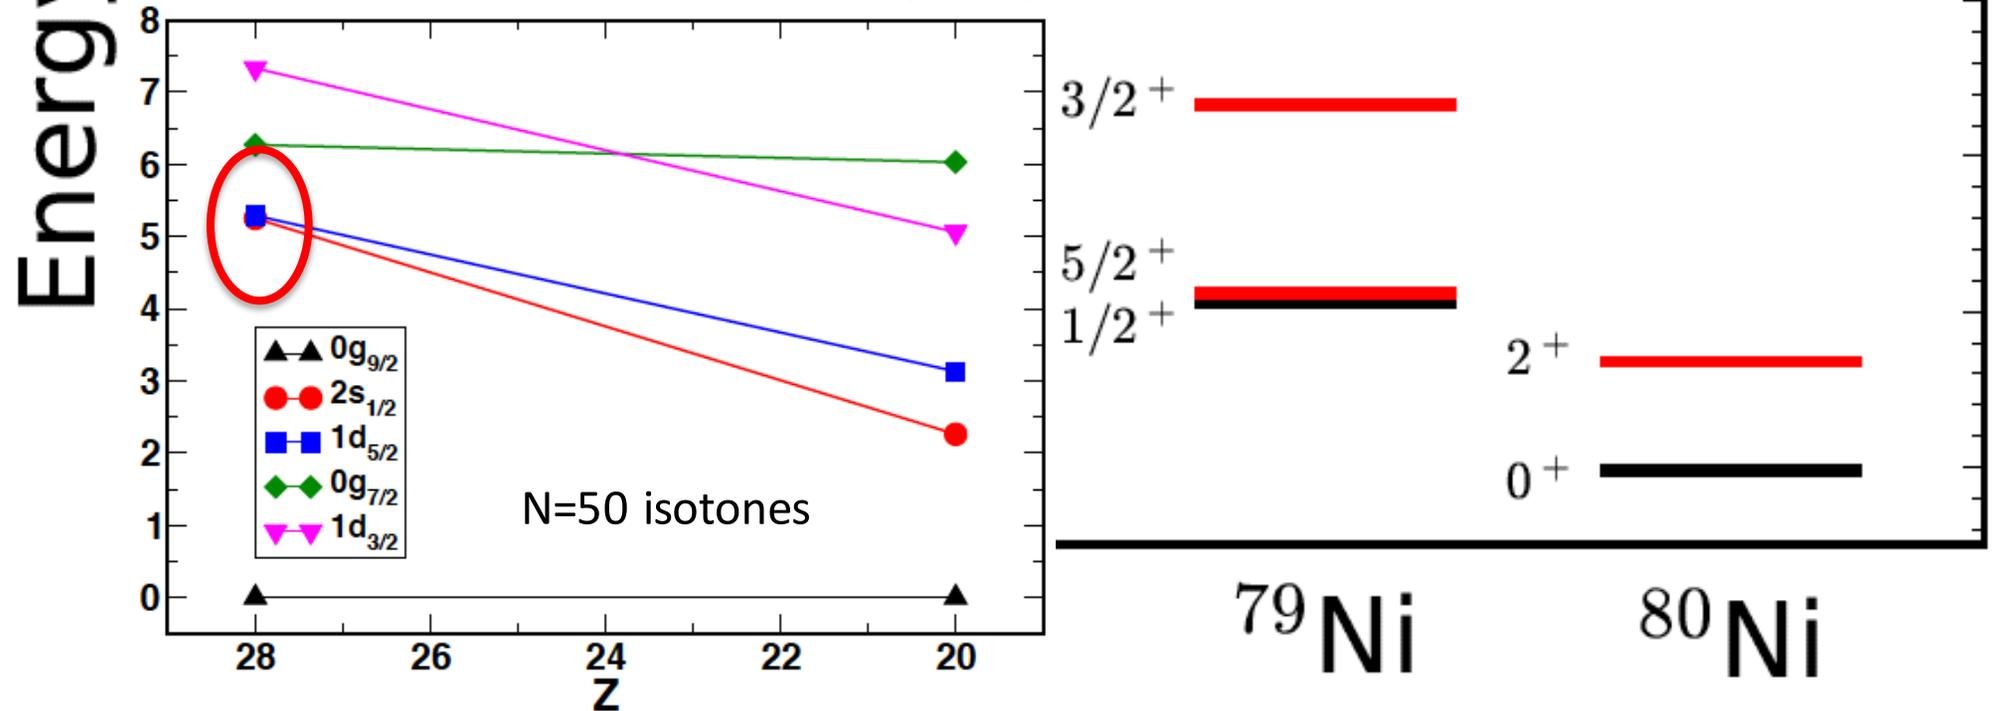 Energy
8
7
6
5
4
3
2
1
0
0g9/2
2s1/2
1d5/2
0g7/2
1d3/2
N=50 isotones
28 26 24 22 20
Z
3/2+
5/2+
1/2+
2+
0+
79Ni 80Ni